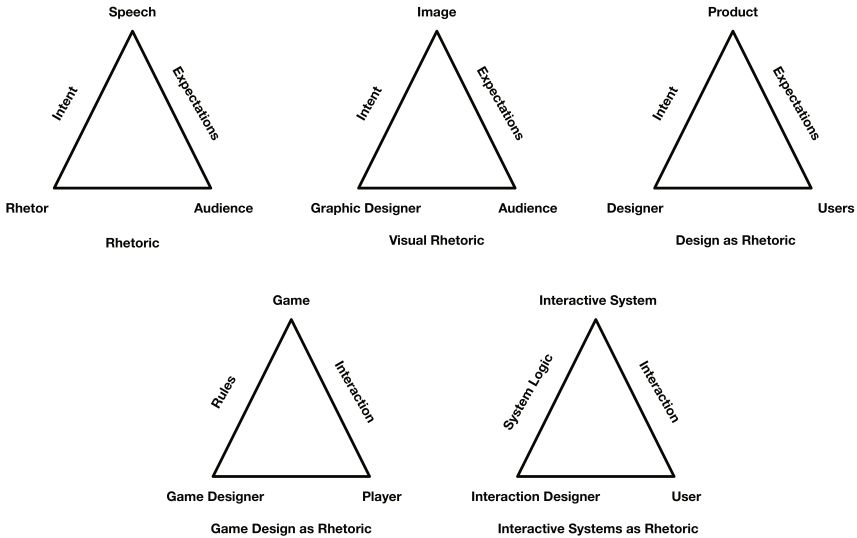 Speech
Intent
Expectations
Rhetor
Audience
Rhetoric
Image
Intent
Expectations
Graphic Designer
Audience
Visual Rhetoric
Product
Intent
Expectations
Designer
Users
Design as Rhetoric
Game
Rules
Interaction
Game Designer
Player
Game Design as Rhetoric
Interactive System
System Logic
Interaction
Interaction Designer
User
Interactive Systems as Rhetoric